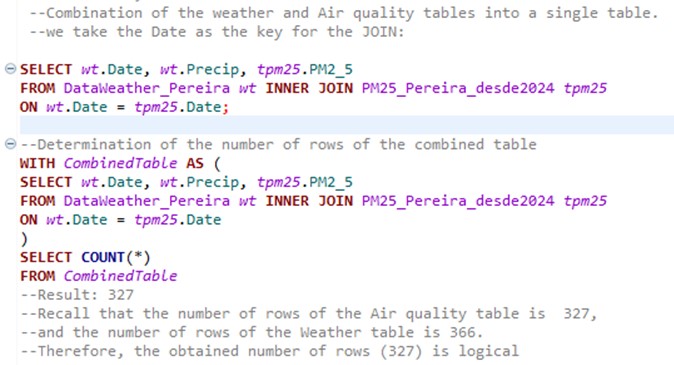 --Combination of the weather and Air quality tables into a single table.
--we take the Date as the key for the JOIN:
SELECT wt.Date, wt.Precip, tpm25.PM2_5
FROM DataWeather_Pereira wt INNER JOIN PM25_Pereira_desde2024 tpm25
ON wt.Date = tpm25.Date;
--Determination of the number of rows of the combined table
WITH CombinedTable AS (
SELECT wt.Date, wt.Precip, tpm25.PM2_5
FROM DataWeather_Pereira wt INNER JOIN PM25_Pereira_desde2024 tpm25
ON wt.Date = tpm25.Date
)
SELECT COUNT(*)
FROM CombinedTable
--Result: 327
--Recall that the number of rows of the Air quality table is  327,
--and the number of rows of the Weather table is 366.
--Therefore, the obtained number of rows (327) is logical